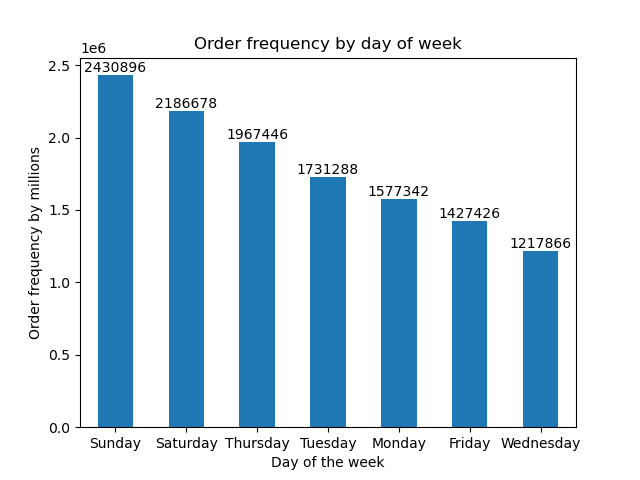 Order frequency by day of week
1e6
2430896
2186678
1967446
1731288
1577342
1427426
1217866
2.5
2.0
1.5
1.0
0.5
0.0
Order frequency by millions
Sunday Saturday Thursday Tuesday Monday Friday Wednesday
Day of the week